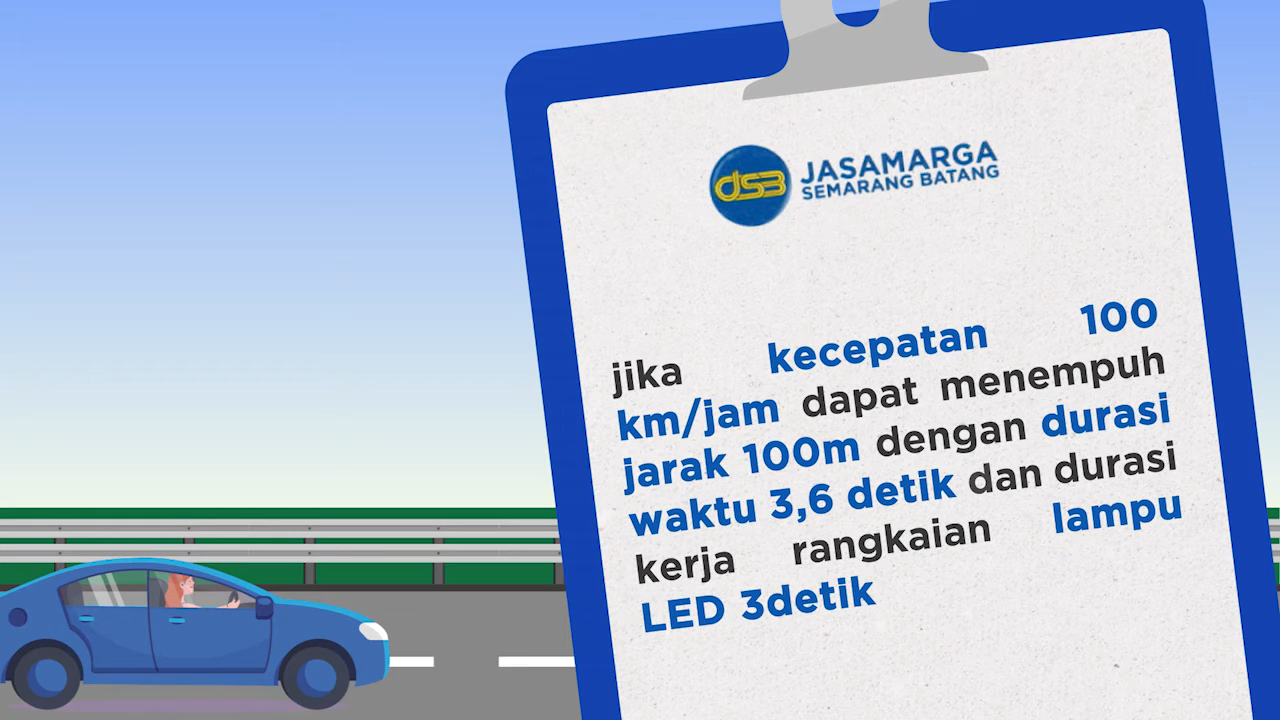 JSB JASAMARGA
SEMARANG BATANG
jika kecepatan 100
km/jam dapat menempuh
jarak 100m dengan durasi
waktu 3,6 detik dan durasi
kerja rangkaian lampu
LED 3detik